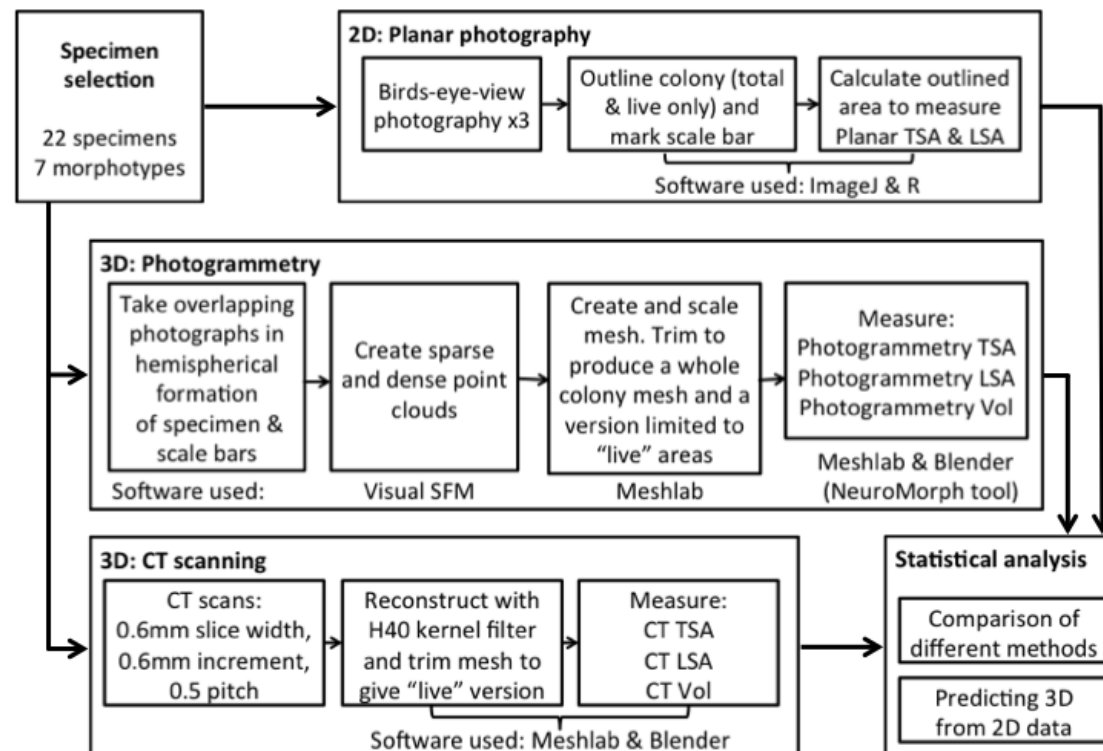 Specimen
selection
22 specimens
7 morphotypes
2D: Planar photography
Birds-eye-view
photography x3
Outline colony (total
& live only) and
mark scale bar
Calculate outlined
area to measure
Planar TSA & LSA
Software used: ImageJ & R
3D: Photogrammetry
Take overlapping
photographs in
hemispherical
formation
of specimen &
scale bars
Create sparse
and dense point
clouds
Create and scale
mesh. Trim to
produce a whole
colony mesh and a
version limited to
“live” areas
Measure:
Photogrammetry TSA
Photogrammetry LSA
Photogrammetry Vol
Software used:
Visual SFM
Meshlab
Meshlab & Blender
(NeuroMorph tool)
3D: CT scanning
CT scans:
0.6mm slice width,
0.6mm increment,
0.5 pitch
Reconstruct with
H40 kernel filter
and trim mesh to
give “live” version
Measure:
CT TSA
CT LSA
CT Vol
Software used: Meshlab & Blender
Statistical analysis
Comparison of
different methods
Predicting 3D
from 2D data